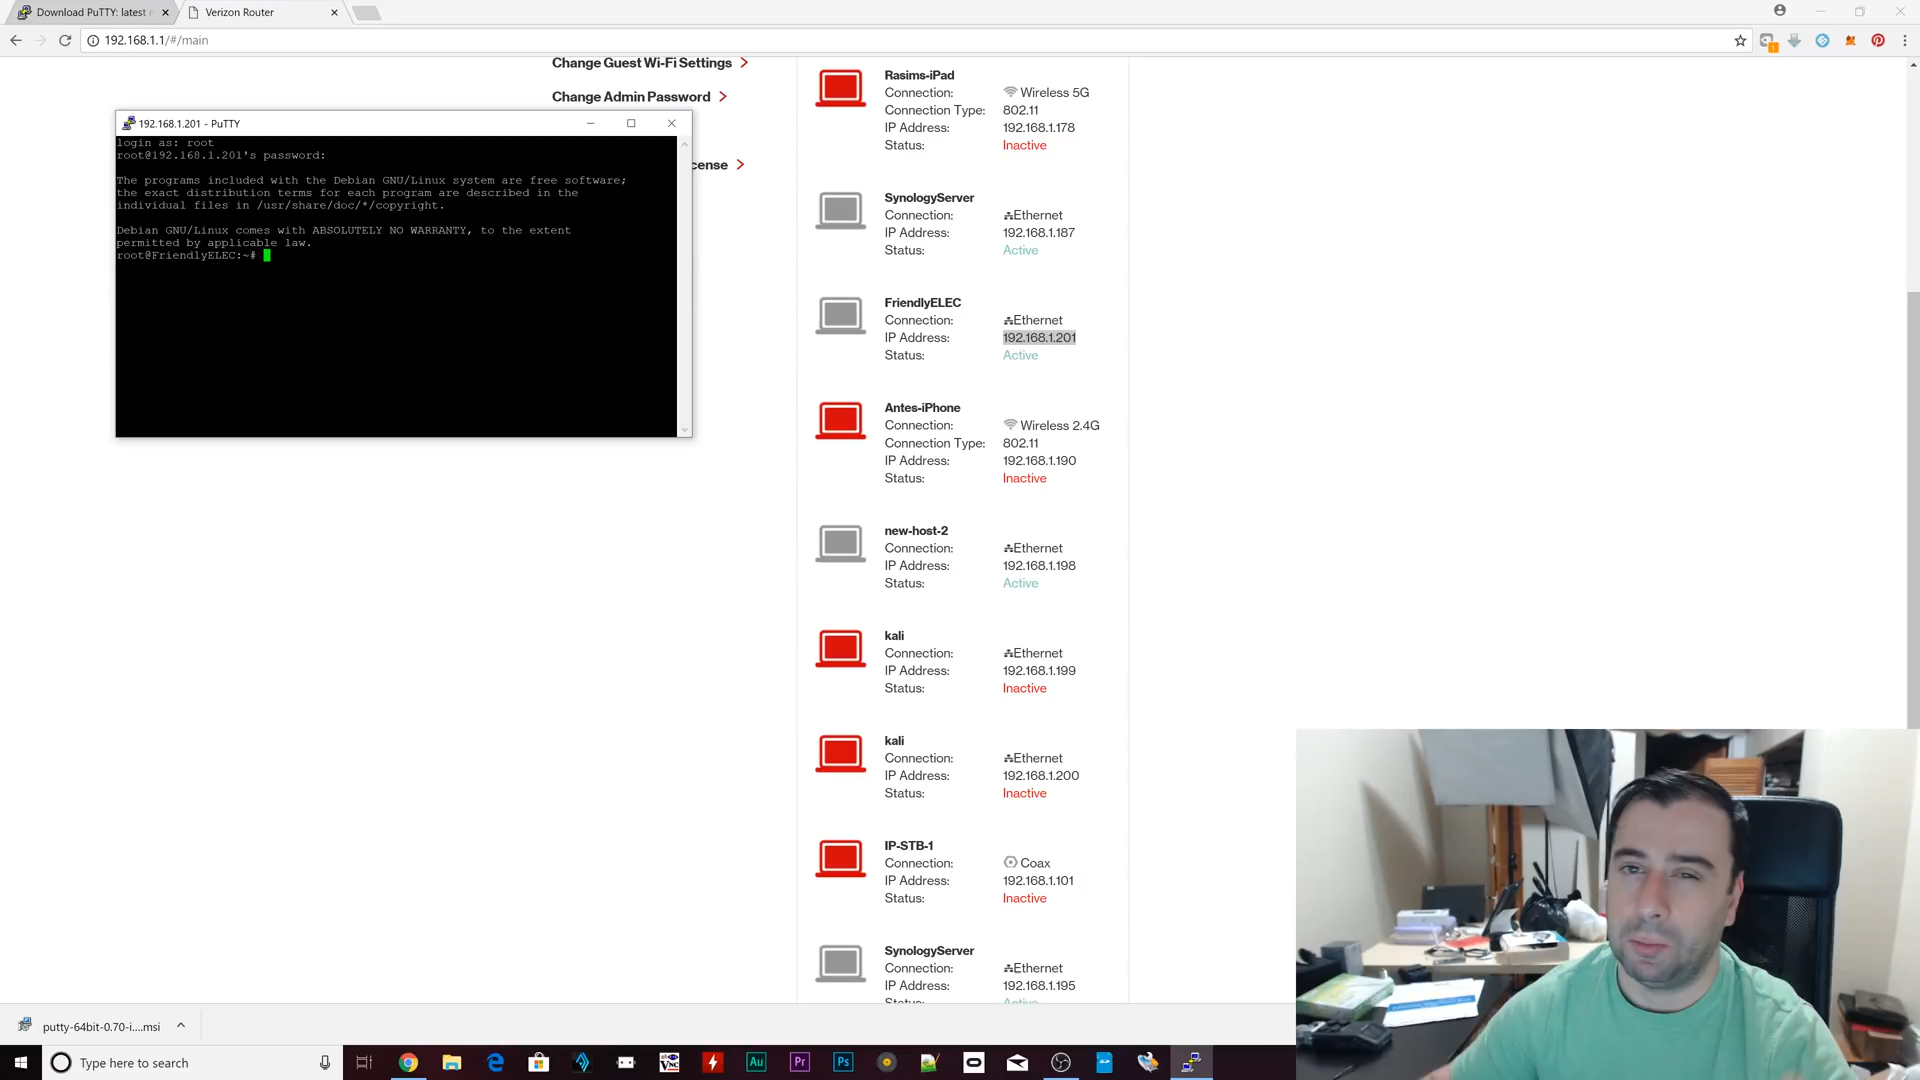 Download PuTTY: latest
Verizon Router
192.168.1.1/#/main
Change Guest Wi-Fi Settings
Change Admin Password
cense
192.168.1.201 - PuTTY
login as: root
root@192.168.1.201's password:
The programs included with the Debian GNU/Linux system are free software;
the exact distribution terms for each program are described in the
individual files in /usr/share/doc/*/copyright.
Debian GNU/Linux comes with ABSOLUTELY NO WARRANTY, to the extent
permitted by applicable law.
root@FriendlyELEC:~#
Rasims-iPad
Connection: Wireless 5G
Connection Type: 802.11
IP Address: 192.168.1.178
Status: Inactive
SynologyServer
Connection: Ethernet
IP Address: 192.168.1.187
Status: Active
FriendlyELEC
Connection: Ethernet
IP Address: 192.168.1.201
Status: Active
Antes-iPhone
Connection: Wireless 2.4G
Connection Type: 802.11
IP Address: 192.168.1.190
Status: Inactive
new-host-2
Connection: Ethernet
IP Address: 192.168.1.198
Status: Active
kali
Connection: Ethernet
IP Address: 192.168.1.199
Status: Inactive
kali
Connection: Ethernet
IP Address: 192.168.1.200
Status: Inactive
IP-STB-1
Connection: Coax
IP Address: 192.168.1.101
Status: Inactive
SynologyServer
Connection: Ethernet
IP Address: 192.168.1.195
Status: Active
putty-64bit-0.70-i....msi
Type here to search
Au
Pr
Ps